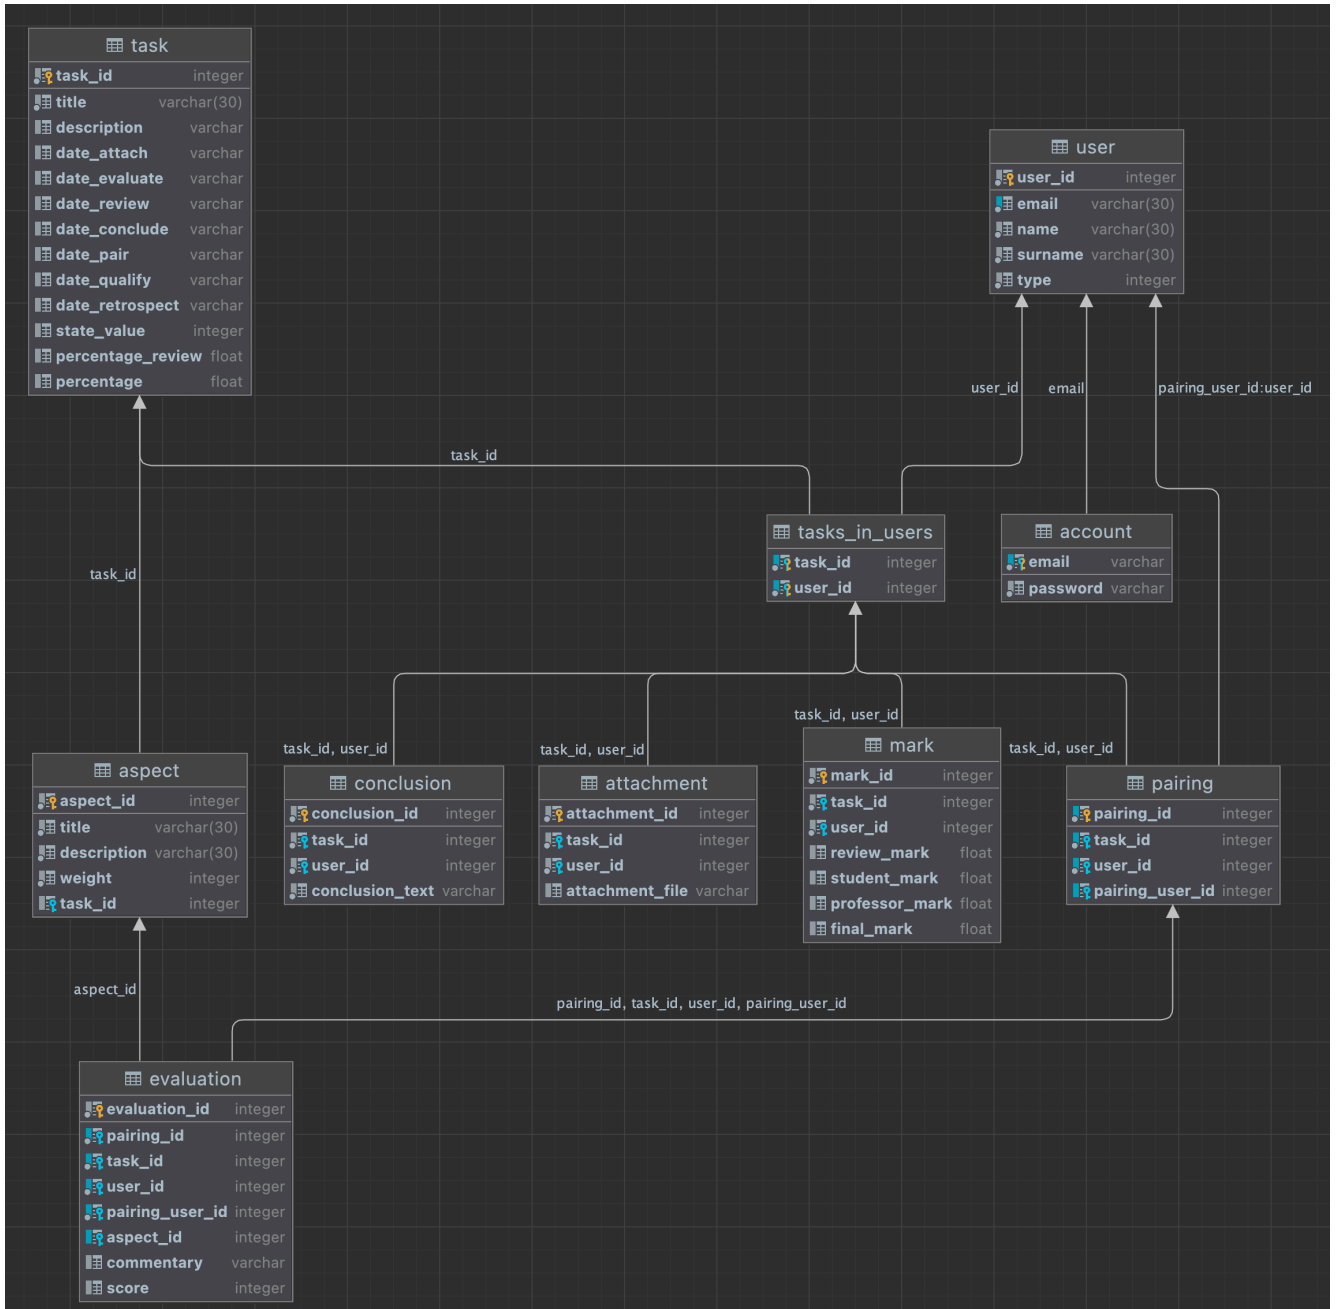 task
task_id integer
title varchar(30)
description varchar
date_attach varchar
date_evaluate varchar
date_review varchar
date_conclude varchar
date_pair varchar
date_qualify varchar
date_retrospect varchar
state_value integer
percentage_review float
percentage float
user
user_id integer
email varchar(30)
name varchar(30)
surname varchar(30)
type integer
user_id
email
pairing_user_id:user_id
task_id
task_id
tasks_in_users
task_id integer
user_id integer
account
email varchar
password varchar
task_id, user_id
task_id, user_id
task_id, user_id
task_id, user_id
aspect
aspect_id integer
title varchar(30)
description varchar(30)
weight integer
task_id integer
conclusion
conclusion_id integer
task_id integer
user_id integer
conclusion_text varchar
attachment
attachment_id integer
task_id integer
user_id integer
attachment_file varchar
mark
mark_id integer
task_id integer
user_id integer
review_mark float
student_mark float
professor_mark float
final_mark float
pairing
pairing_id integer
task_id integer
user_id integer
pairing_user_id integer
aspect_id
pairing_id, task_id, user_id, pairing_user_id
evaluation
evaluation_id integer
pairing_id integer
task_id integer
user_id integer
pairing_user_id integer
aspect_id integer
commentary varchar
score integer